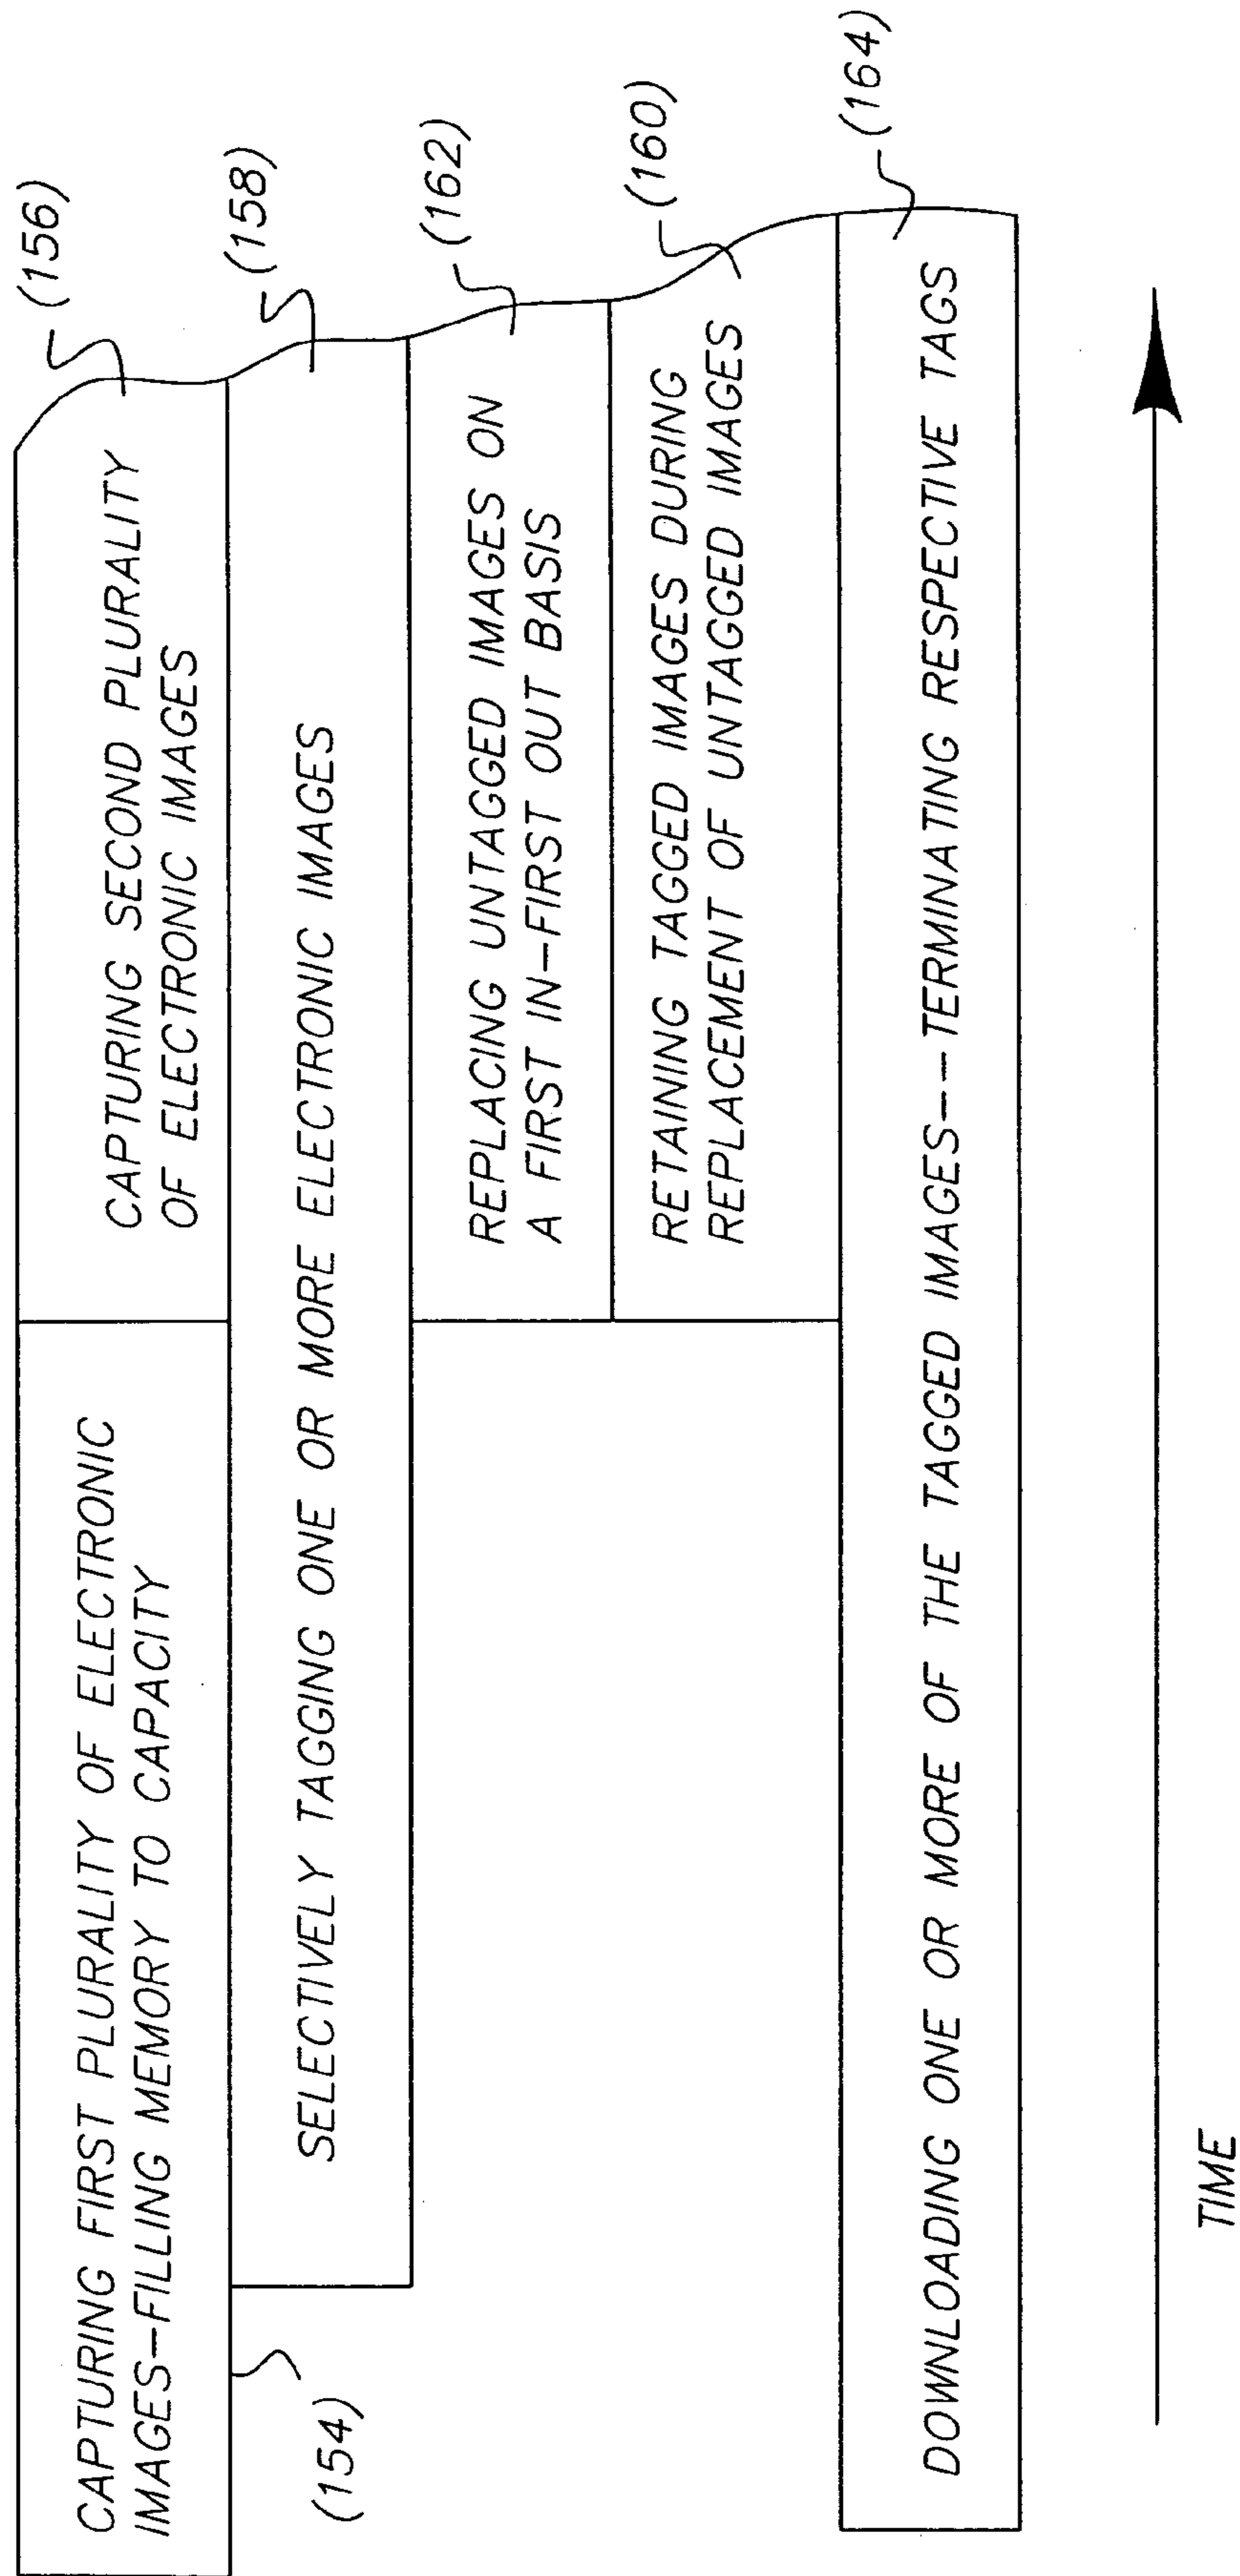 CAPTURING FIRST PLURALITY OF ELECTRONIC
IMAGES-FILLING MEMORY TO CAPACITY
(154)
CAPTURING SECOND PLURALITY
OF ELECTRONIC IMAGES
(156)
SELECTIVELY TAGGING ONE OR MORE ELECTRONIC IMAGES
(158)
REPLACING UNTAGGED IMAGES ON
A FIRST IN-FIRST OUT BASIS
(162)
RETAINING TAGGED IMAGES DURING
REPLACEMENT OF UNTAGGED IMAGES
(160)
DOWNLOADING ONE OR MORE OF THE TAGGED IMAGES--TERMINATING RESPECTIVE TAGS
(164)
TIME